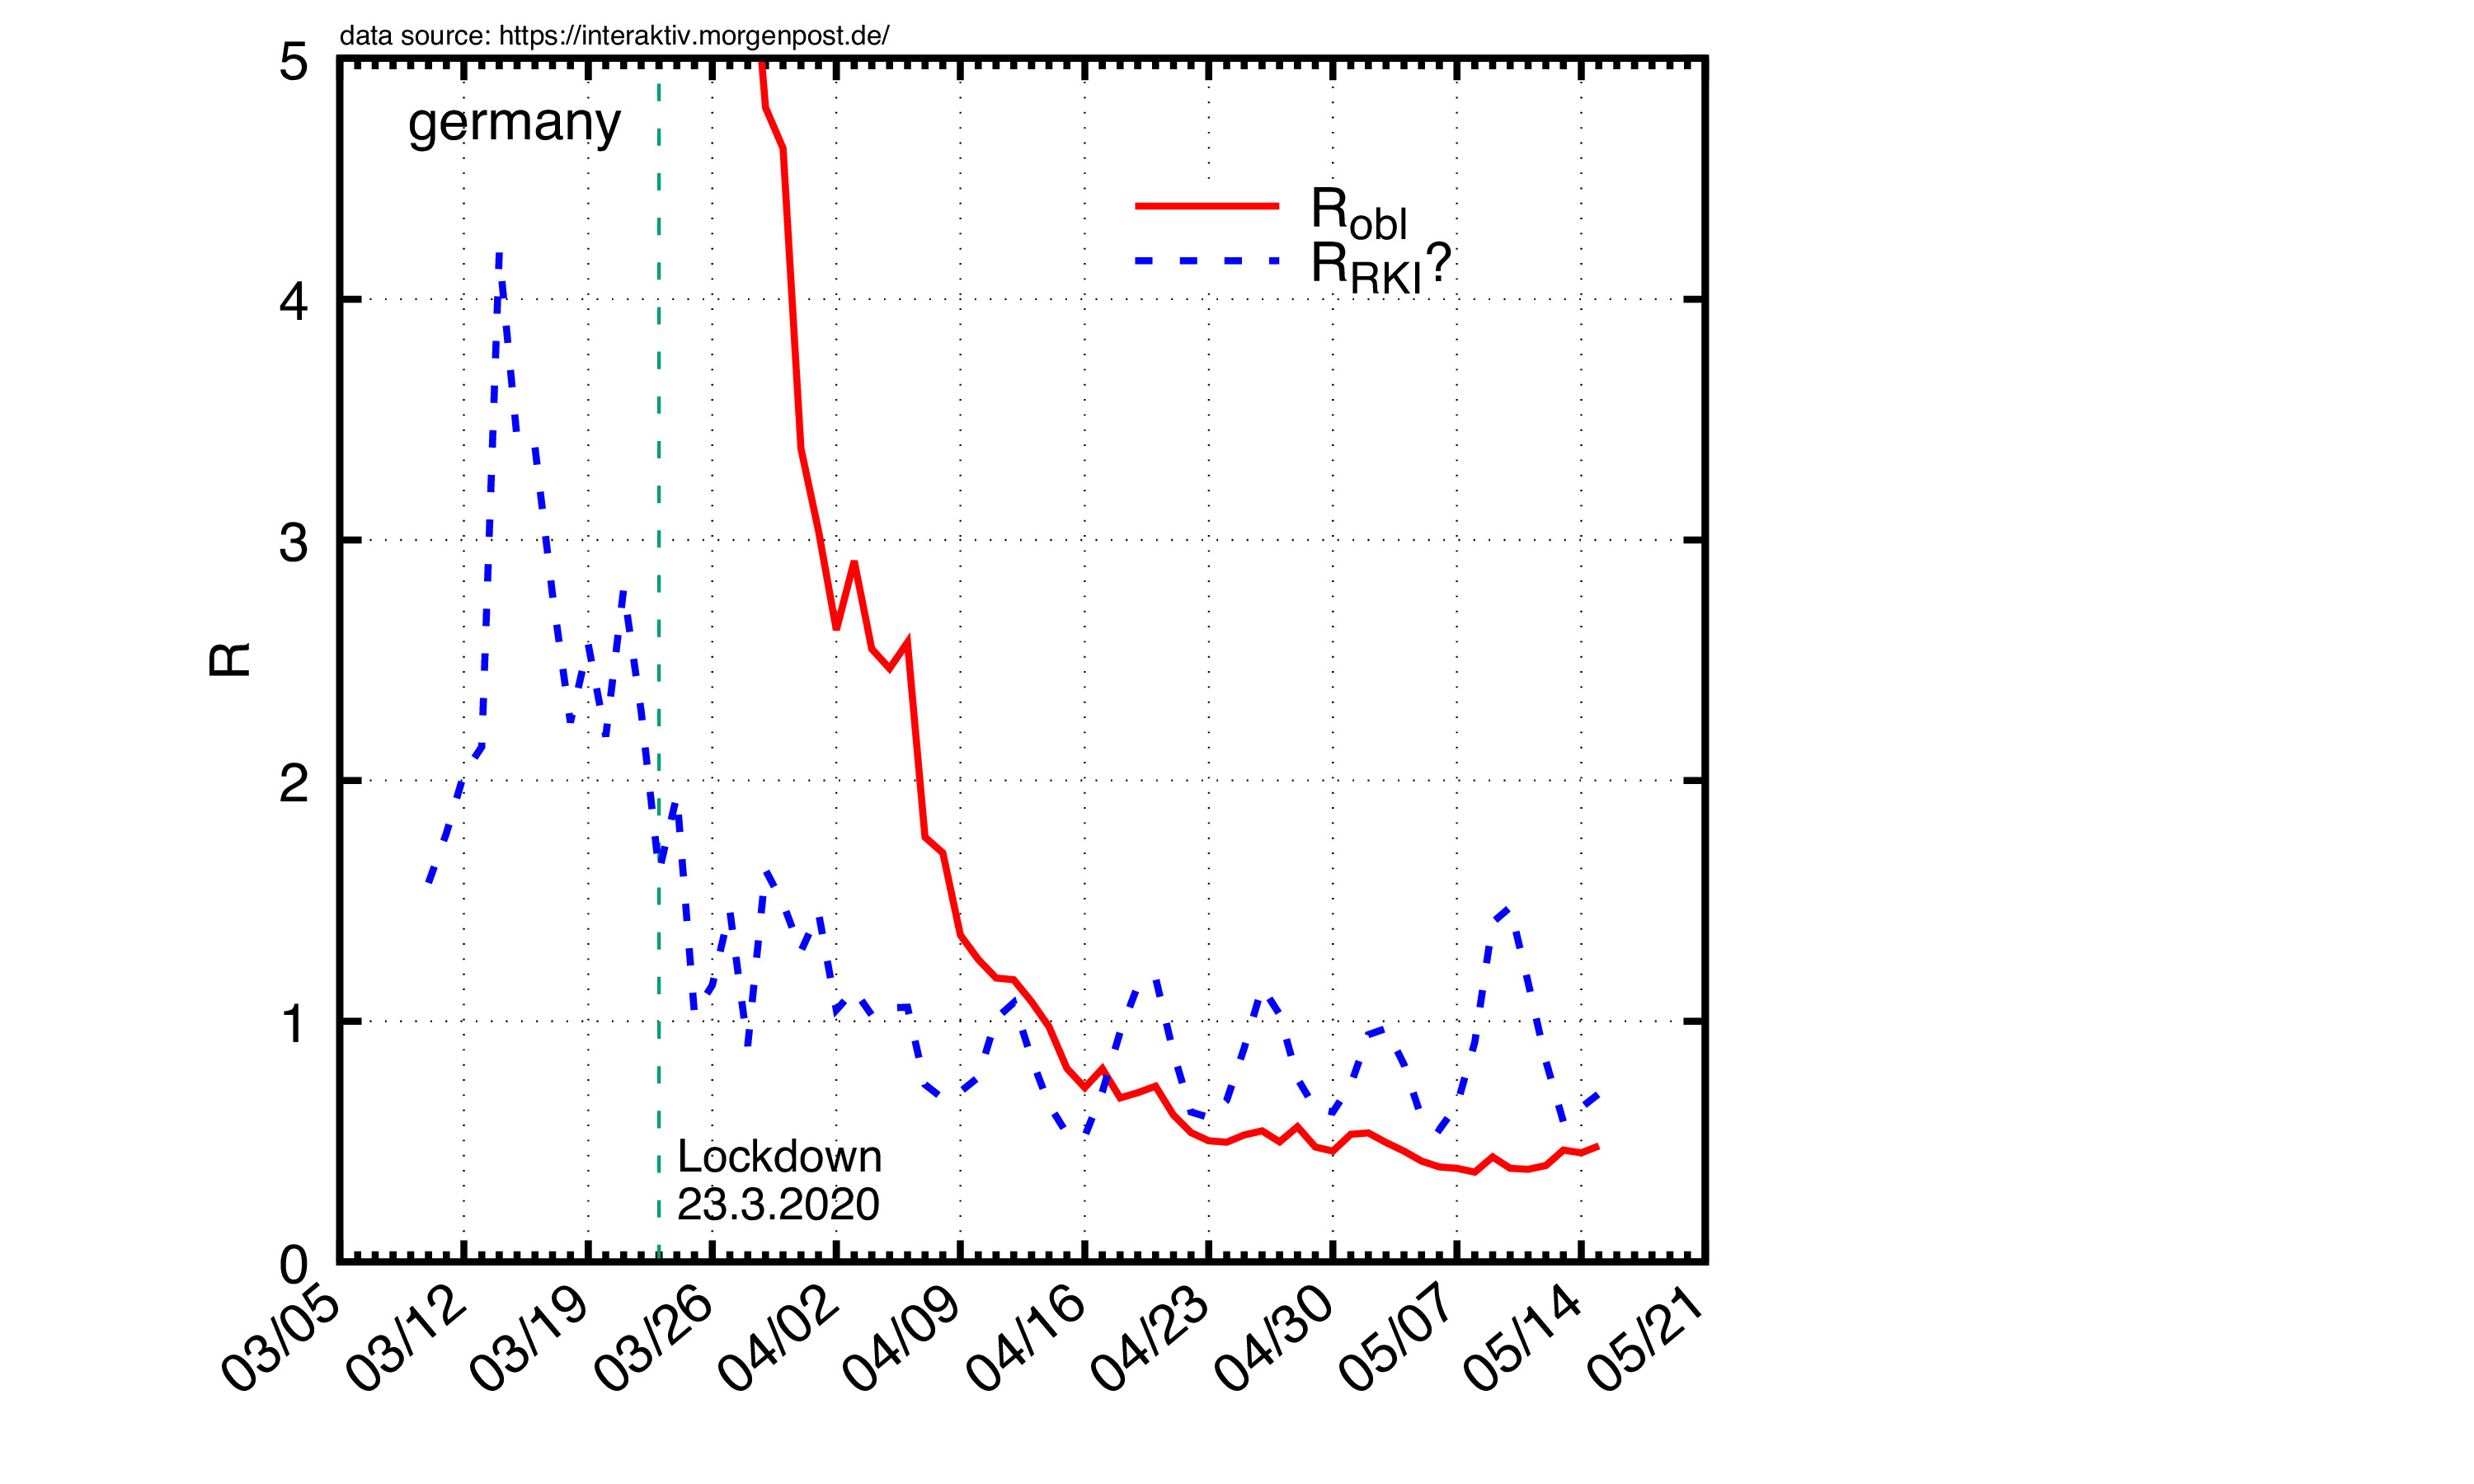 data source: https://interaktiv.morgenpost.de/
germany
R_obl
R_RKI?
R
5
4
3
2
1
0
Lockdown
23.3.2020
03/05 03/12 03/19 03/26 04/02 04/09 04/16 04/23 04/30 05/07 05/14 05/21